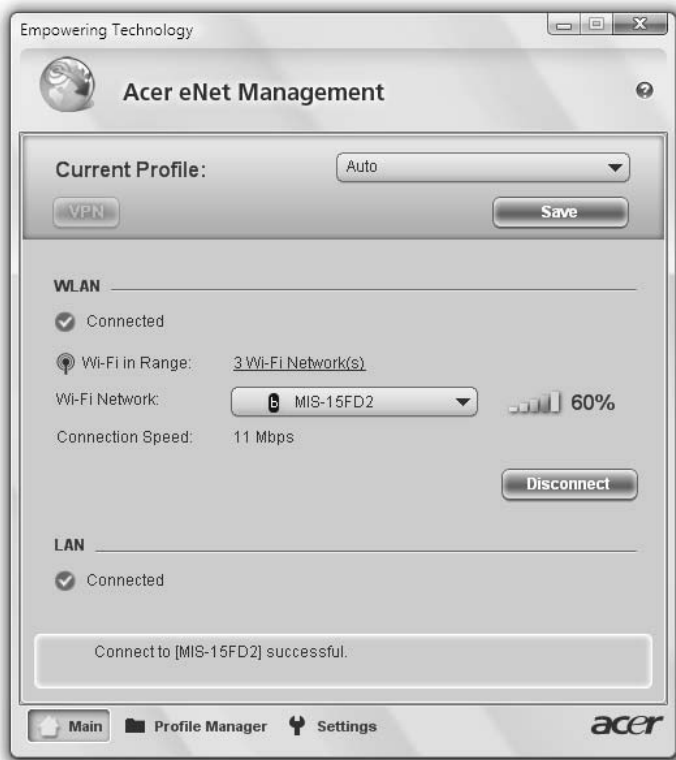 Empowering Technology
Acer eNet Management
Current Profile: Auto
VPN Save
WLAN
Connected
Wi-Fi in Range: 3 Wi-Fi Network(s)
Wi-Fi Network: b MIS-15FD2 60%
Connection Speed: 11 Mbps
Disconnect
LAN
Connected
Connect to [MIS-15FD2] successful.
Main Profile Manager Settings acer